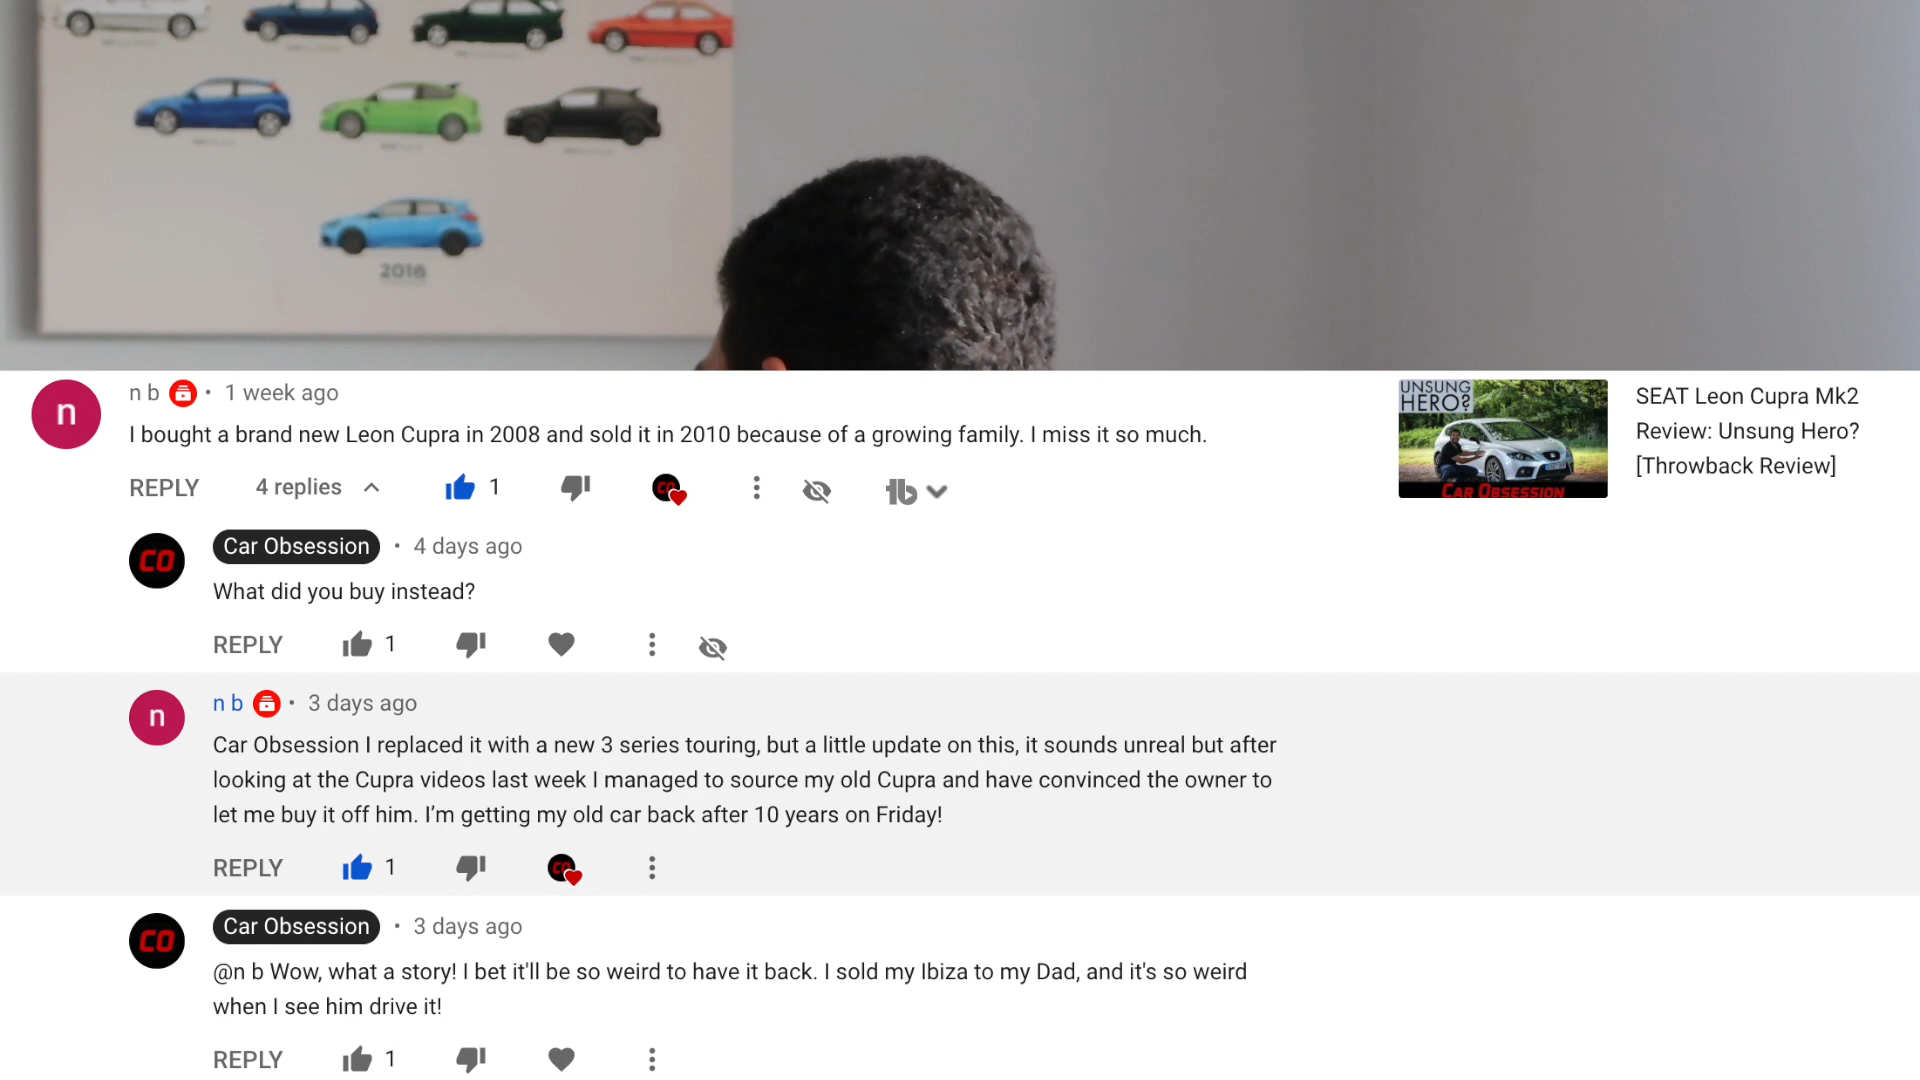 2016
n
n b • 1 week ago
I bought a brand new Leon Cupra in 2008 and sold it in 2010 because of a growing family. I miss it so much.
REPLY 4 replies 1
UNSUNG
HERO?
CAR OBSESSION
SEAT Leon Cupra Mk2
Review: Unsung Hero?
[Throwback Review]
CO
Car Obsession • 4 days ago
What did you buy instead?
REPLY 1
n
n b • 3 days ago
Car Obsession I replaced it with a new 3 series touring, but a little update on this, it sounds unreal but after
looking at the Cupra videos last week I managed to source my old Cupra and have convinced the owner to
let me buy it off him. I’m getting my old car back after 10 years on Friday!
REPLY 1
CO
Car Obsession • 3 days ago
@n b Wow, what a story! I bet it'll be so weird to have it back. I sold my Ibiza to my Dad, and it's so weird
when I see him drive it!
REPLY 1